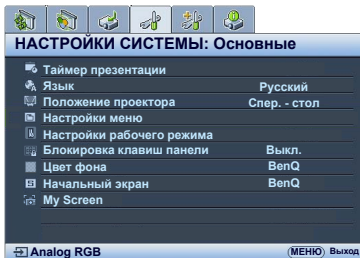 НАСТРОЙКИ СИСТЕМЫ: Основные
Таймер презентации
Язык Русский
Положение проектора Спер. - стол
Настройки меню
Настройки рабочего режима
Блокировка клавиш панели Выкл.
Цвет фона BenQ
Начальный экран BenQ
My Screen
Analog RGB МЕНЮ Выход